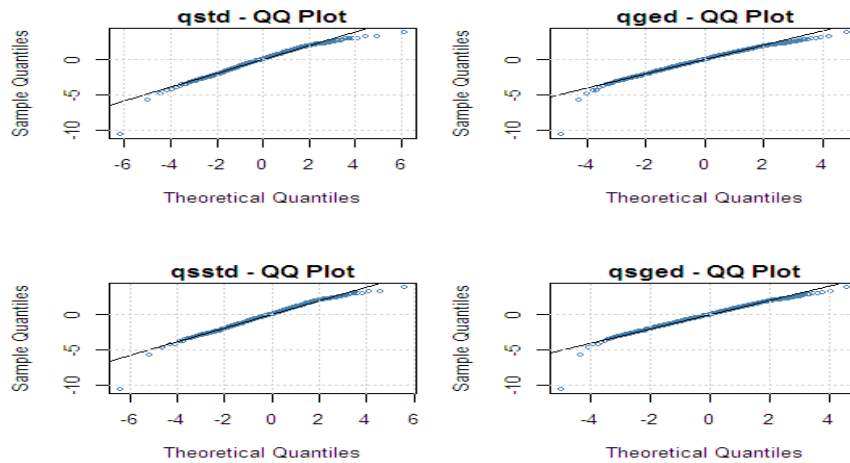 qstd - QQ Plot
Sample Quantiles
0
-5
-10
-6 -4 -2 0 2 4 6
Theoretical Quantiles
qged - QQ Plot
Sample Quantiles
0
-5
-10
-4 -2 0 2 4
Theoretical Quantiles
qsstd - QQ Plot
Sample Quantiles
0
-5
-10
-6 -4 -2 0 2 4 6
Theoretical Quantiles
qsged - QQ Plot
Sample Quantiles
0
-5
-10
-4 -2 0 2 4
Theoretical Quantiles